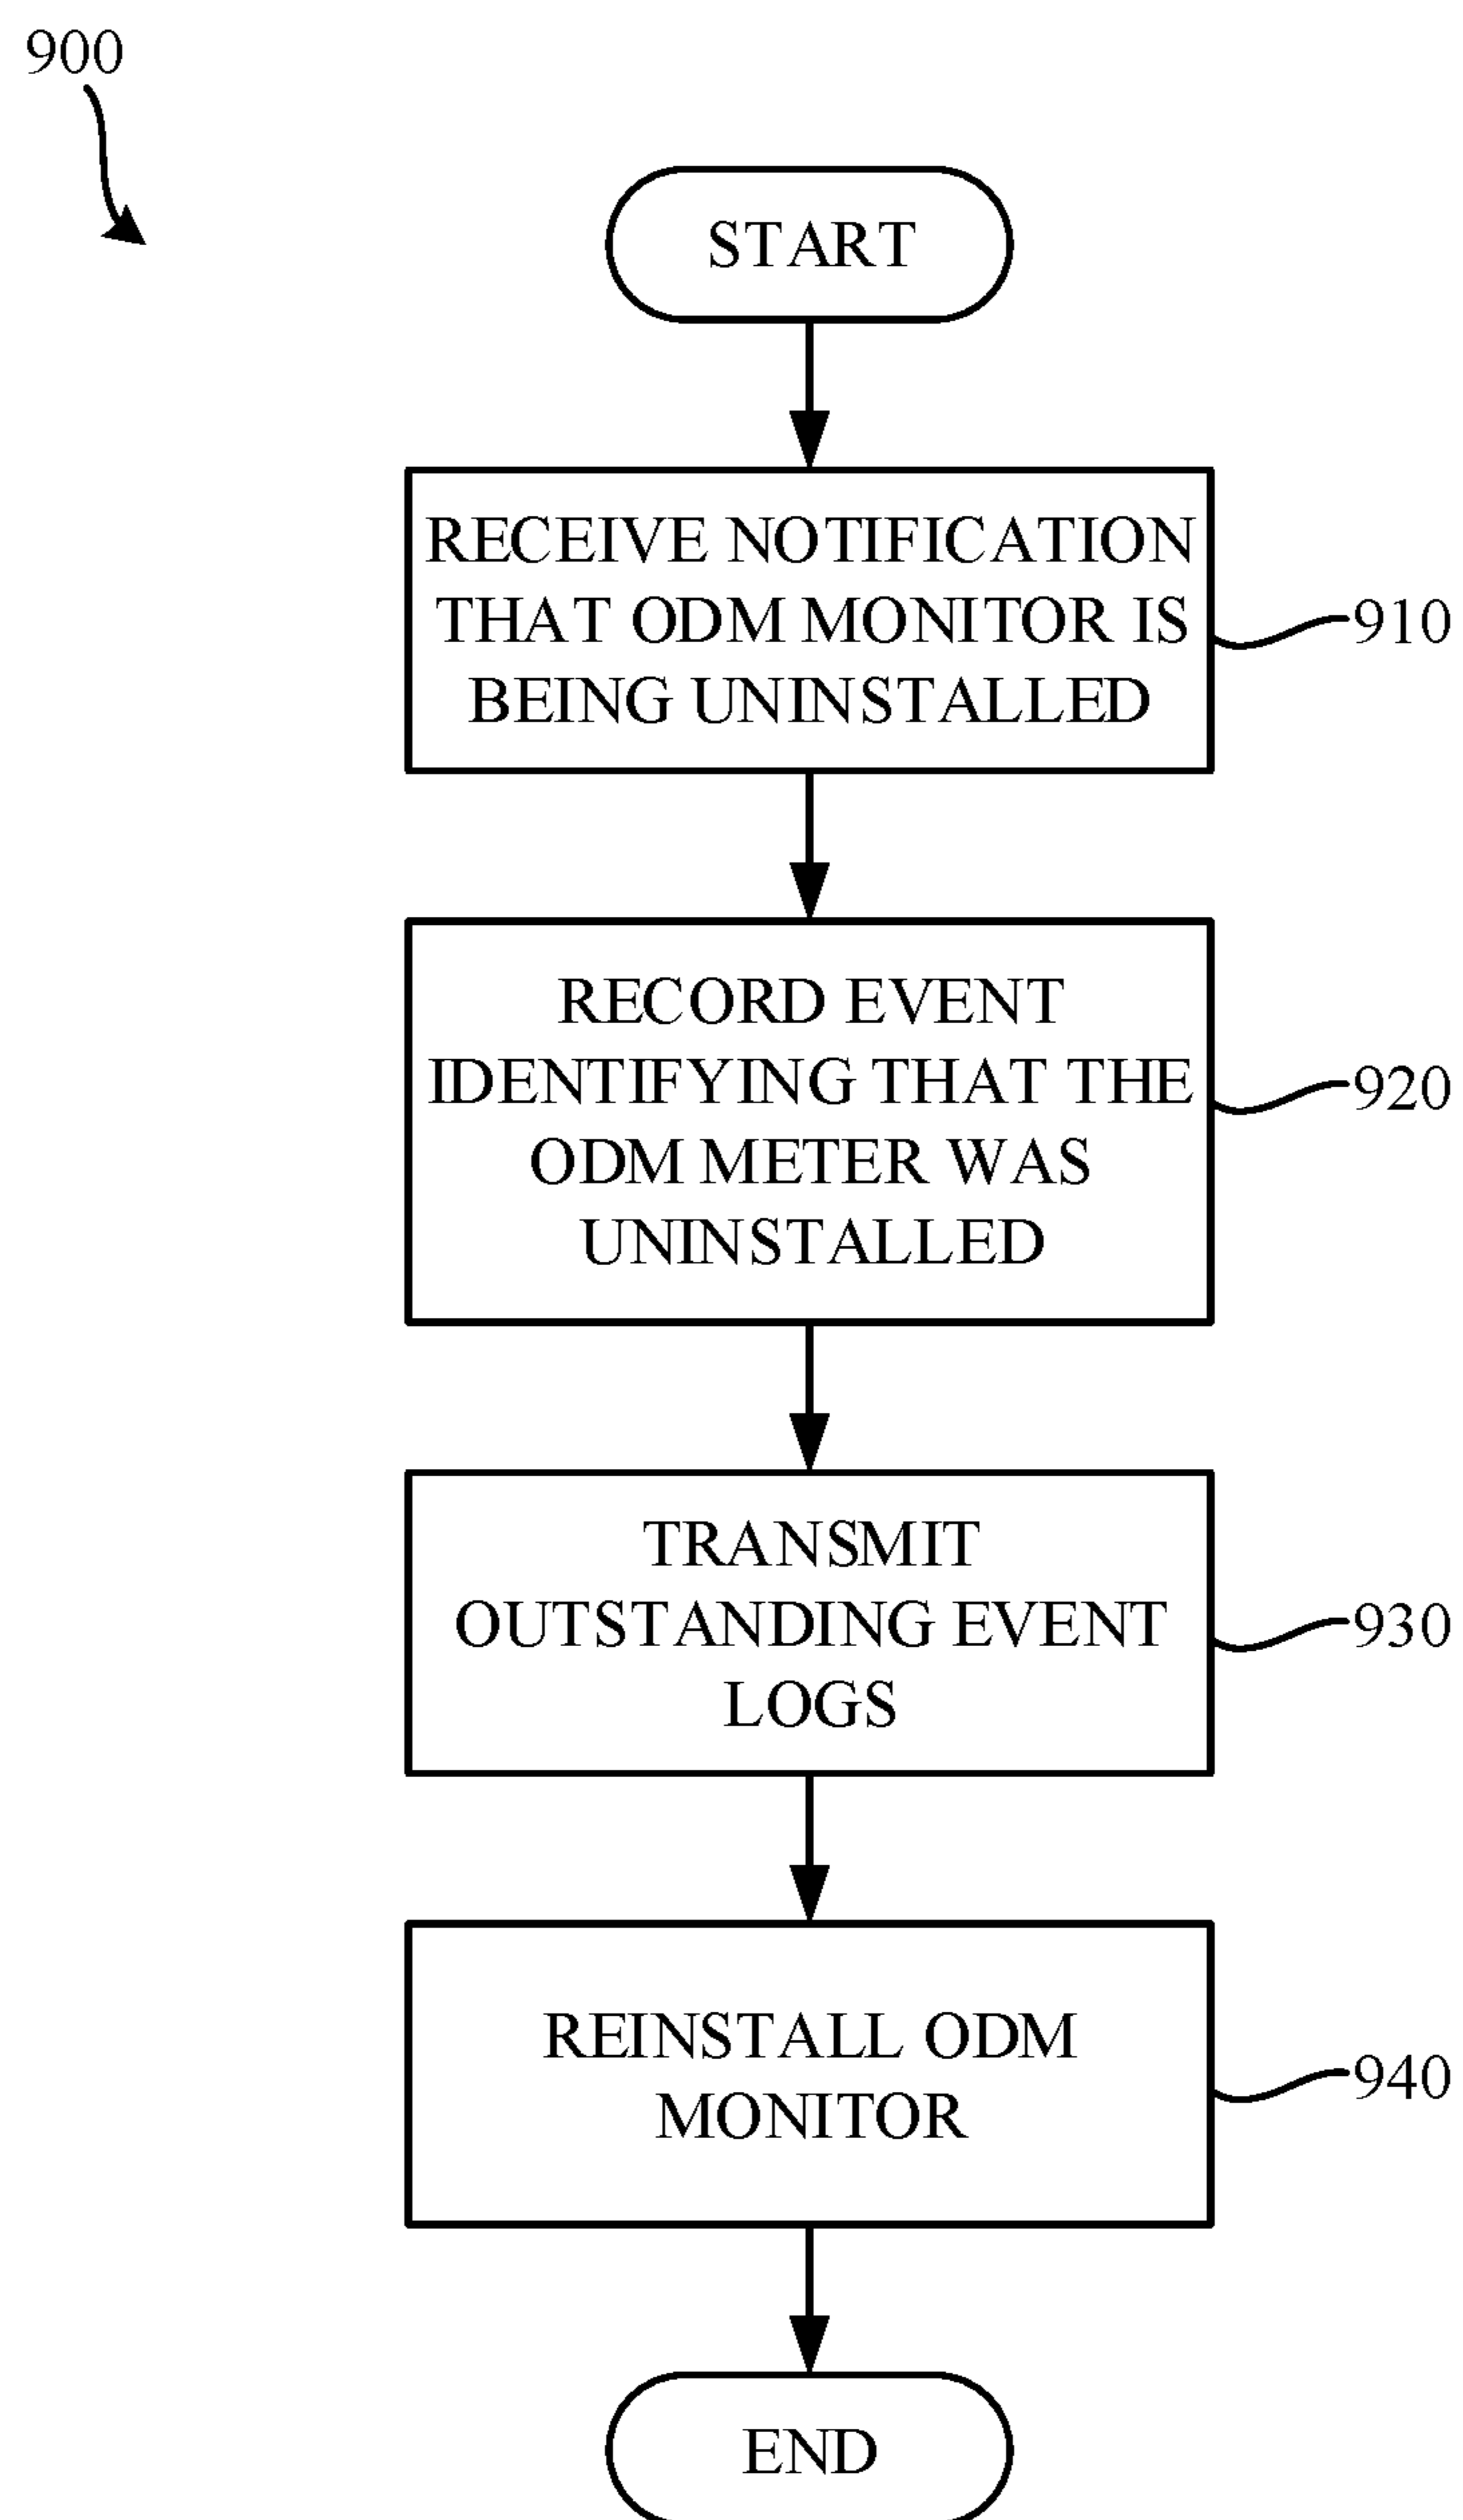 900
START
RECEIVE NOTIFICATION
THAT ODM MONITOR IS
BEING UNINSTALLED
910
RECORD EVENT
IDENTIFYING THAT THE
ODM METER WAS
UNINSTALLED
920
TRANSMIT
OUTSTANDING EVENT
LOGS
930
REINSTALL ODM
MONITOR
940
END